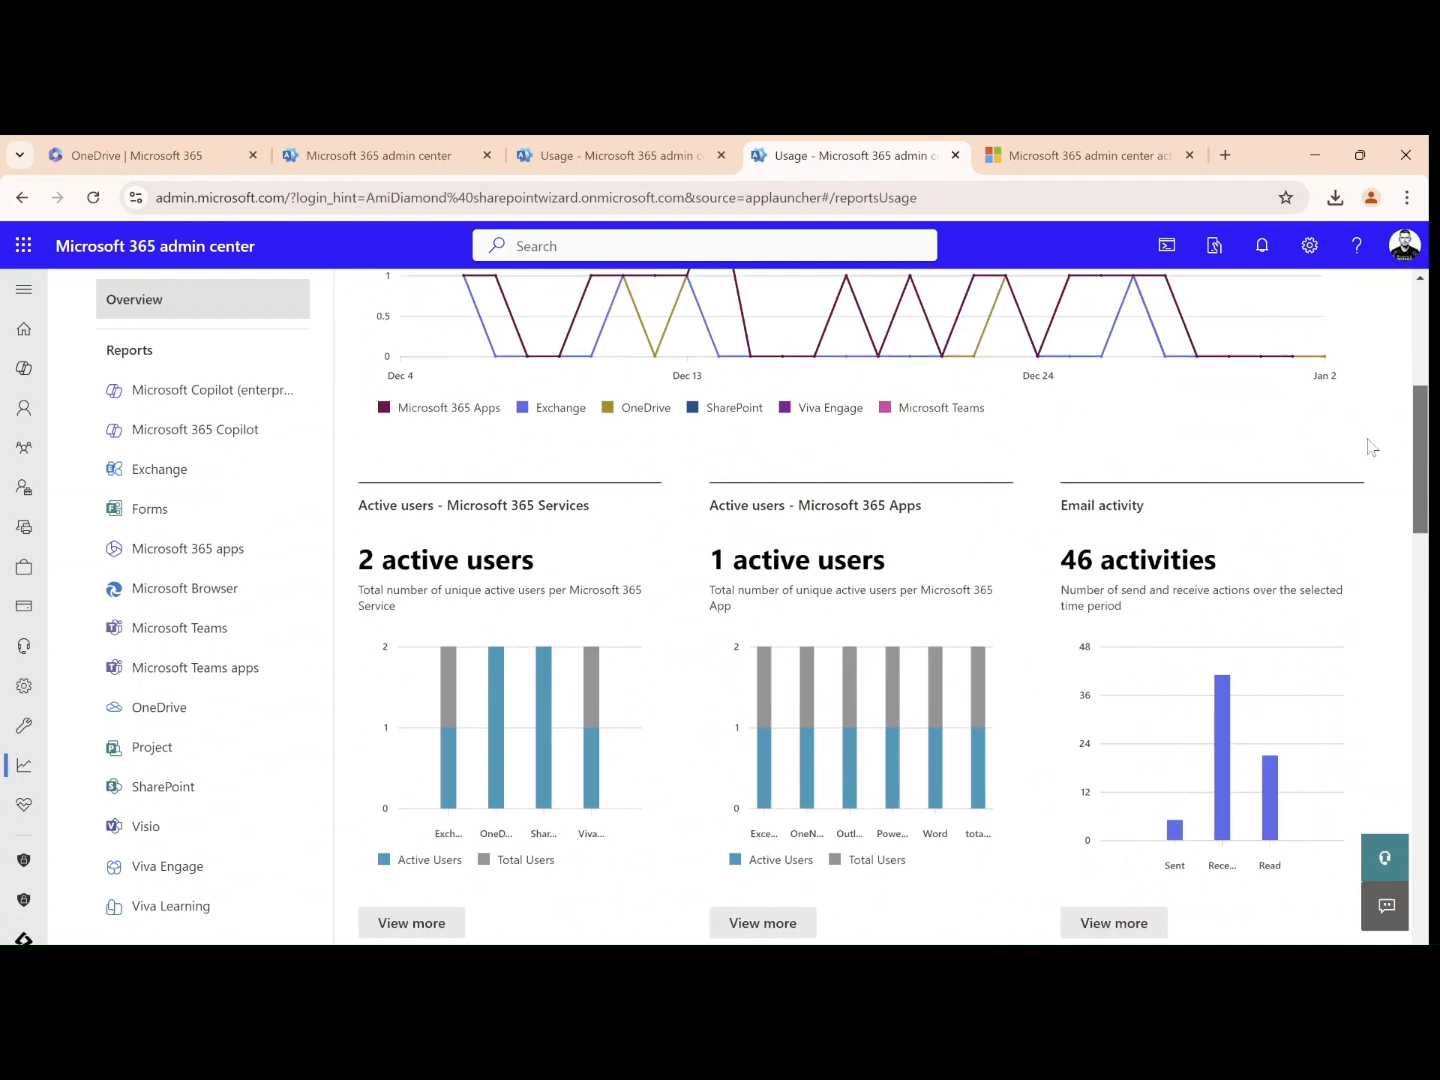 OneDrive | Microsoft 365
Microsoft 365 admin center
Usage - Microsoft 365 admin c
Usage - Microsoft 365 admin c
Microsoft 365 admin center act
admin.microsoft.com/?login_hint=AmiDiamond%40sharepointwizard.onmicrosoft.com&source=applauncher#/reportsUsage
Microsoft 365 admin center
Search
Overview
Reports
Microsoft Copilot (enterpr...
Microsoft 365 Copilot
Exchange
Forms
Microsoft 365 apps
Microsoft Browser
Microsoft Teams
Microsoft Teams apps
OneDrive
Project
SharePoint
Visio
Viva Engage
Viva Learning
1
0.5
0
Dec 4
Dec 13
Dec 24
Jan 2
Microsoft 365 Apps
Exchange
OneDrive
SharePoint
Viva Engage
Microsoft Teams
Active users - Microsoft 365 Services
2 active users
Total number of unique active users per Microsoft 365
Service
2
1
0
Exch...
OneD...
Shar...
Viva...
Active Users
Total Users
View more
Active users - Microsoft 365 Apps
1 active users
Total number of unique active users per Microsoft 365
App
2
1
0
Exce...
OneN...
Outl...
Powe...
Word
tota...
Active Users
Total Users
View more
Email activity
46 activities
Number of send and receive actions over the selected
time period
48
36
24
12
0
Sent
Rece...
Read
View more